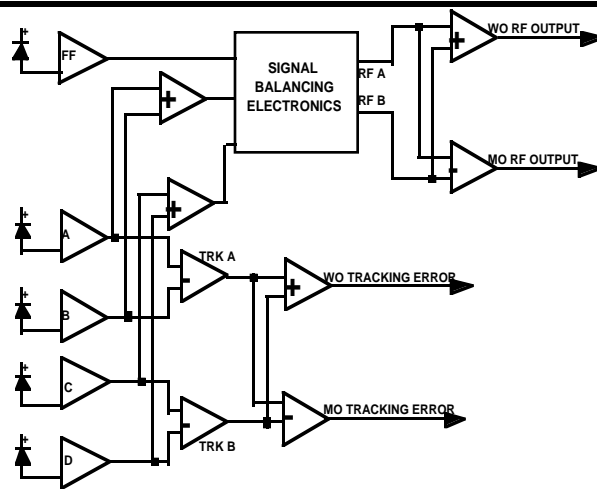 +
FF
SIGNAL
BALANCING
ELECTRONICS
RF A
RF B
+
WO RF OUTPUT
+
-
MO RF OUTPUT
+
+
A
TRK A
-
+
WO TRACKING ERROR
+
B
+
C
-
TRK B
-
MO TRACKING ERROR
+
D